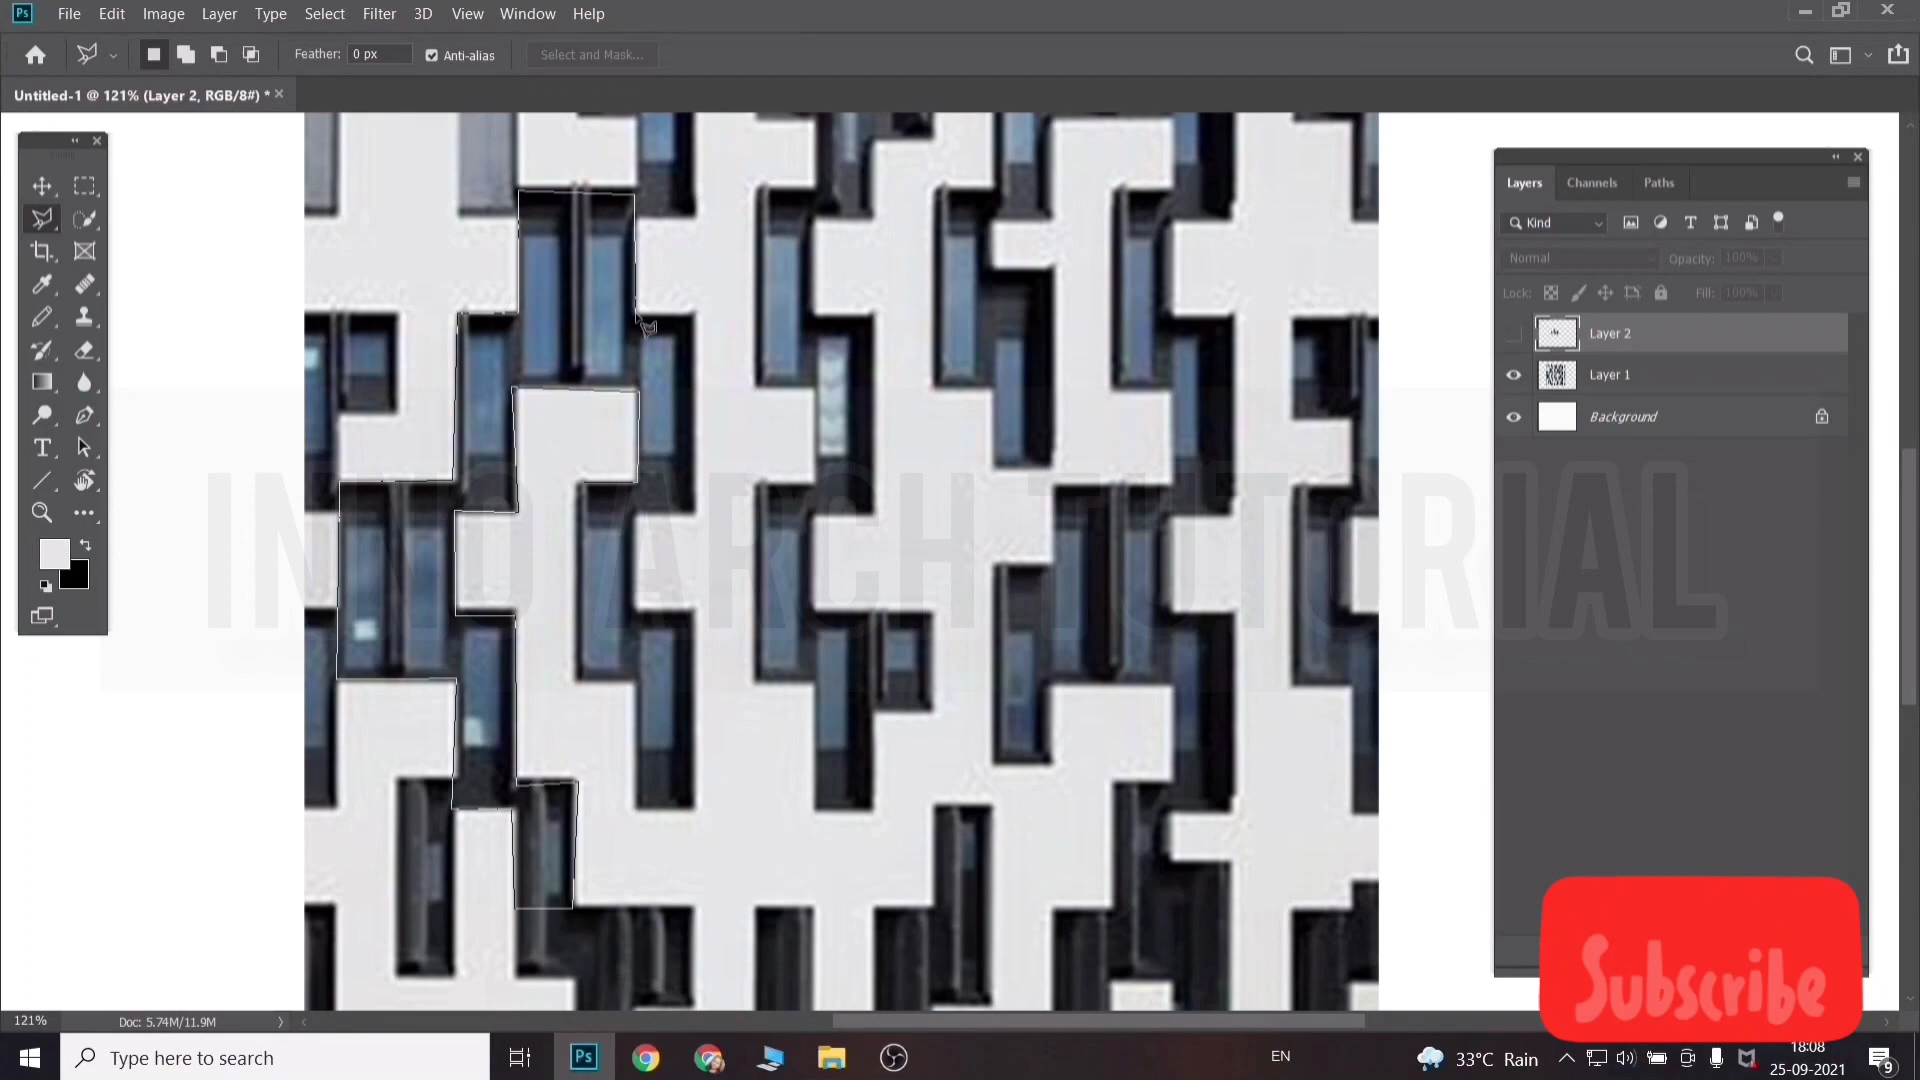 Ps File Edit Image Layer Type Select Filter 3D View Window Help
Feather: 0 px Anti-alias Select and Mask...
Untitled-1 @ 121% (Layer 2, RGB/8#) *
Layers Channels Paths
Kind
Normal Opacity: 100%
Lock: Fill: 100%
Layer 2
Layer 1
Background
INNO ARCH TUTORIAL
Subscribe
121% Doc: 5.74M/11.9M
Type here to search
Ps
EN
33°C Rain
18:08
25-09-2021
9